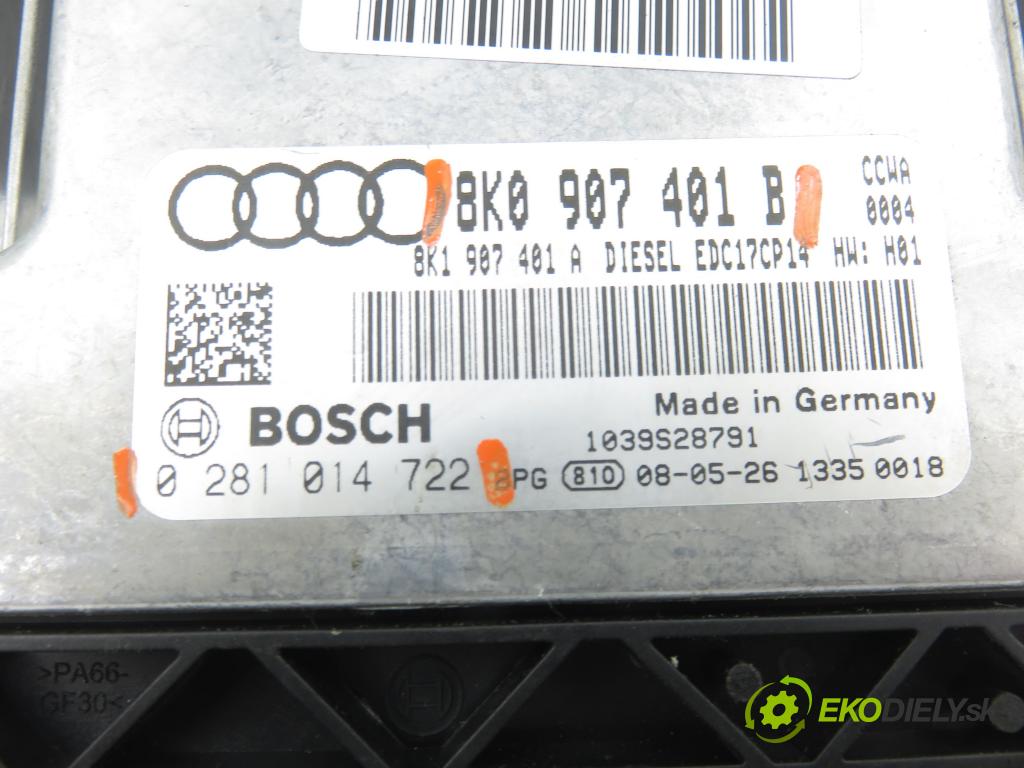 8K0 907 401 B
CCWA
0004
8K1 907 401 A DIESEL EDC17CP14 HW: H01
BOSCH
Made in Germany
1039S28791
0 281 014 722 PG 810 08-05-26 1335 0018
>PA66-
GF30<
EKODIELY.sk